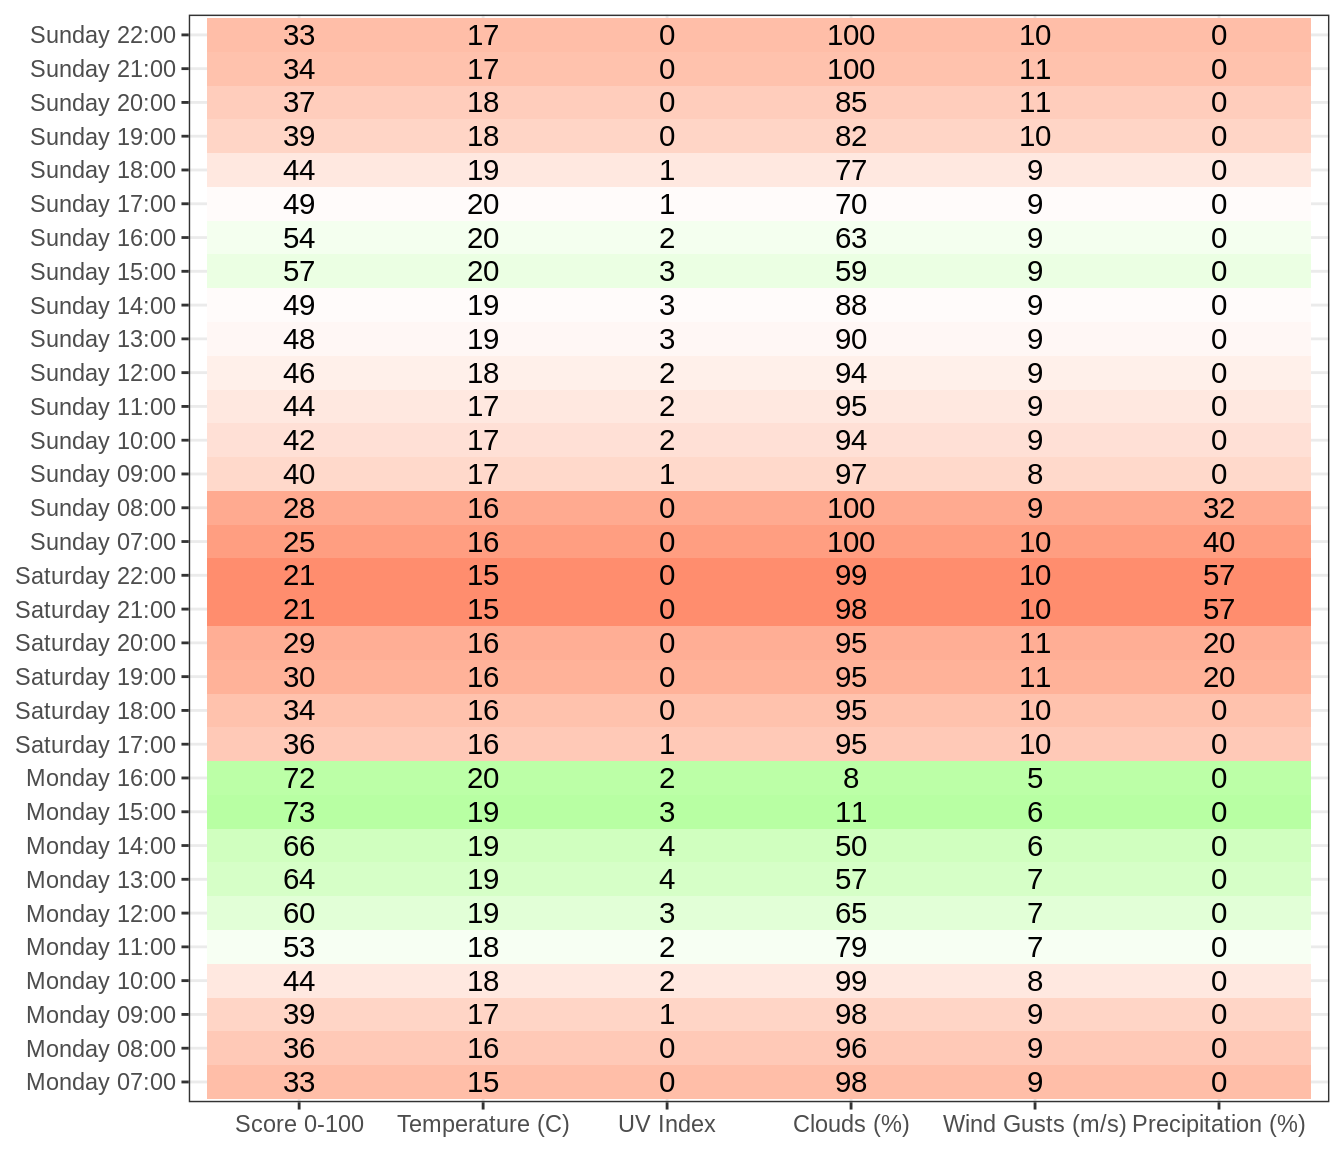 Sunday 22:00 33 17 0 100 10 0
Sunday 21:00 34 17 0 100 11 0
Sunday 20:00 37 18 0 85 11 0
Sunday 19:00 39 18 0 82 10 0
Sunday 18:00 44 19 1 77 9 0
Sunday 17:00 49 20 1 70 9 0
Sunday 16:00 54 20 2 63 9 0
Sunday 15:00 57 20 3 59 9 0
Sunday 14:00 49 19 3 88 9 0
Sunday 13:00 48 19 3 90 9 0
Sunday 12:00 46 18 2 94 9 0
Sunday 11:00 44 17 2 95 9 0
Sunday 10:00 42 17 2 94 9 0
Sunday 09:00 40 17 1 97 8 0
Sunday 08:00 28 16 0 100 9 32
Sunday 07:00 25 16 0 100 10 40
Saturday 22:00 21 15 0 99 10 57
Saturday 21:00 21 15 0 98 10 57
Saturday 20:00 29 16 0 95 11 20
Saturday 19:00 30 16 0 95 11 20
Saturday 18:00 34 16 0 95 10 0
Saturday 17:00 36 16 1 95 10 0
Monday 16:00 72 20 2 8 5 0
Monday 15:00 73 19 3 11 6 0
Monday 14:00 66 19 4 50 6 0
Monday 13:00 64 19 4 57 7 0
Monday 12:00 60 19 3 65 7 0
Monday 11:00 53 18 2 79 7 0
Monday 10:00 44 18 2 99 8 0
Monday 09:00 39 17 1 98 9 0
Monday 08:00 36 16 0 96 9 0
Monday 07:00 33 15 0 98 9 0
Score 0-100 Temperature (C) UV Index Clouds (%) Wind Gusts (m/s) Precipitation (%)